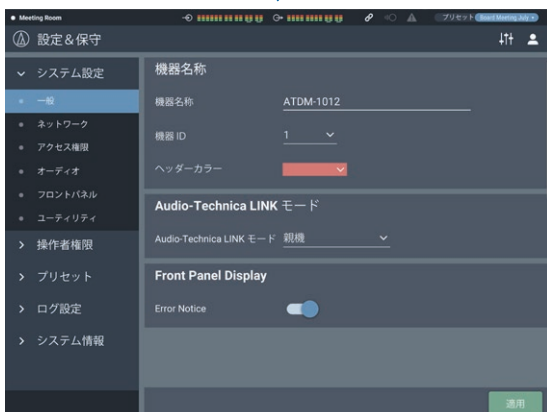 Meeting Room
プリセット Board Meeting July
設定&保守
システム設定
一般
ネットワーク
アクセス権限
オーディオ
フロントパネル
ユーティリティ
操作者権限
プリセット
ログ設定
システム情報
機器名称
機器名称 ATDM-1012
機器 ID 1
ヘッダーカラー
Audio-Technica LINK モード
Audio-Technica LINK モード 親機
Front Panel Display
Error Notice
適用